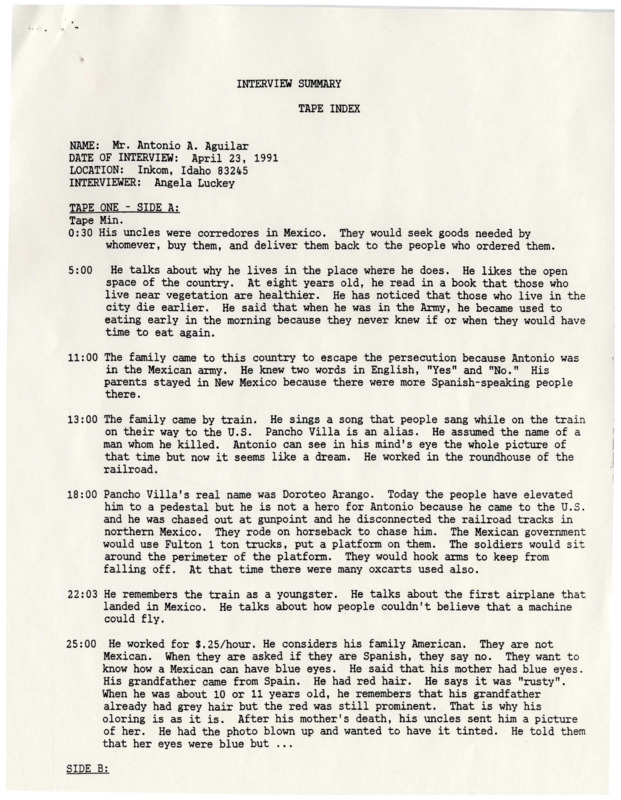 INTERVIEW SUMMARY
TAPE INDEX
NAME: Mr. Antonio A. Aguilar
DATE OF INTERVIEW: April 23, 1991
LOCATION: Inkom, Idaho 83245
INTERVIEWER: Angela Luckey
TAPE ONE - SIDE A:
Tape Min.
0:30 His uncles were corredores in Mexico. They would seek goods needed by
whomever, buy them, and deliver them back to the people who ordered them.
5:00 He talks about why he lives in the place where he does. He likes the open
space of the country. At eight years old, he read in a book that those who
live near vegetation are healthier. He has noticed that those who live in the
city die earlier. He said that when he was in the Army, he became used to
eating early in the morning because they never knew if or when they would have
time to eat again.
11:00 The family came to this country to escape the persecution because Antonio was
in the Mexican army. He knew two words in English, "Yes" and "No." His
parents stayed in New Mexico because there were more Spanish-speaking people
there.
13:00 The family came by train. He sings a song that people sang while on the train
on their way to the U.S. Pancho Villa is an alias. He assumed the name of a
man whom he killed. Antonio can see in his mind's eye the whole picture of
that time but now it seems like a dream. He worked in the roundhouse of the
railroad.
18:00 Pancho Villa's real name was Doroteo Arango. Today the people have elevated
him to a pedestal but he is not a hero for Antonio because he came to the U.S.
and he was chased out at gunpoint and he disconnected the railroad tracks in
northern Mexico. They rode on horseback to chase him. The Mexican government
would use Fulton 1 ton trucks, put a platform on them. The soldiers would sit
around the perimeter of the platform. They would hook arms to keep from
falling off. At that time there were many oxcarts used also.
22:03 He remembers the train as a youngster. He talks about the first airplane that
landed in Mexico. He talks about how people couldn't believe that a machine
could fly.
25:00 He worked for $.25/hour. He considers his family American. They are not
Mexican. When they are asked if they are Spanish, they say no. They want to
know how a Mexican can have blue eyes. He said that his mother had blue eyes.
His grandfather came from Spain. He had red hair. He says it was "rusty".
When he was about 10 or 11 years old, he remembers that his grandfather
already had grey hair but the red was still prominent. That is why his
oloring is as it is. After his mother's death, his uncles sent him a picture
of her. He had the photo blown up and wanted to have it tinted. He told them
that her eyes were blue but ...
SIDE B: